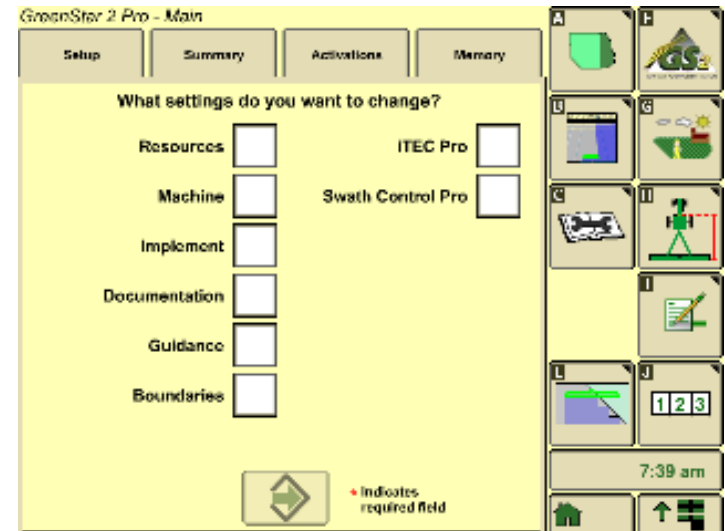 GreenStar 2 Pro - Main
Setup
Summary
Activations
Memory
What settings do you want to change?
Resources
ITEC Pro
Machine
Swath Control Pro
Implement
Documentation
Guidance
Boundaries
* Indicates
required field
A
GS2
G
I
L
J
1 2 3
7:39 am